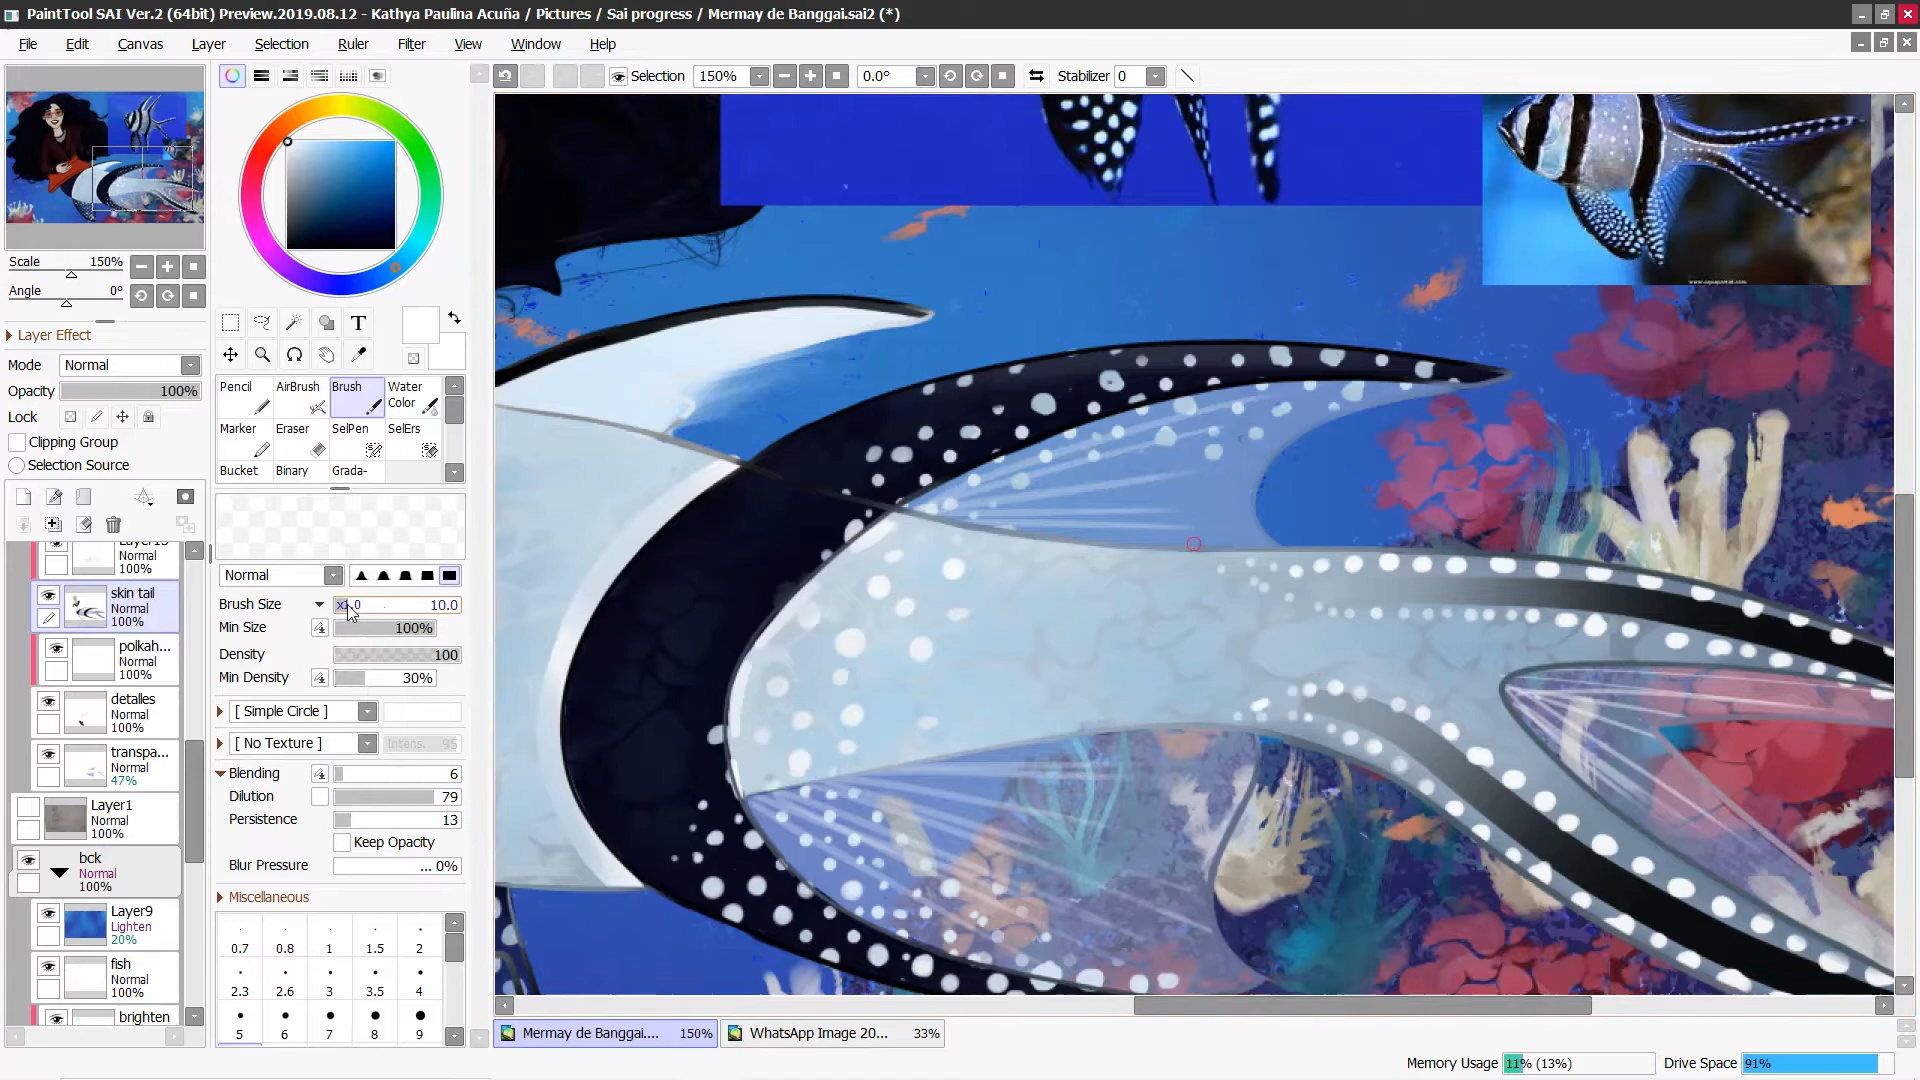 PaintTool SAI Ver.2 (64bit) Preview.2019.08.12 - Kathya Paulina Acuña / Pictures / Sai progress / Mermay de Banggai.sai2 (*)
File Edit Canvas Layer Selection Ruler Filter View Window Help
Selection 150% 0.0° Stabilizer 0
Scale 150%
Angle 0°
Layer Effect
Mode Normal
Opacity 100%
Lock
Clipping Group
Selection Source
Pencil AirBrush Brush Water Color
Marker Eraser SelPen SelErs
Bucket Binary Grada-
Normal
Brush Size x1.0 10.0
Min Size 100%
Density 100
Min Density 30%
[ Simple Circle ]
[ No Texture ] Intens. 95
Blending 6
Dilution 79
Persistence 13
Keep Opacity
Blur Pressure ... 0%
Miscellaneous
0.7 0.8 1 1.5 2
2.3 2.6 3 3.5 4
5 6 7 8 9
Normal
100%
skin tail
Normal
100%
polkah...
Normal
100%
detalles
Normal
100%
transpa...
Normal
47%
Layer1
Normal
100%
bck
Normal
100%
Layer9
Lighten
20%
fish
Normal
100%
brighten
Mermay de Banggai.... 150%
WhatsApp Image 20... 33%
Memory Usage 11% (13%) Drive Space 91%